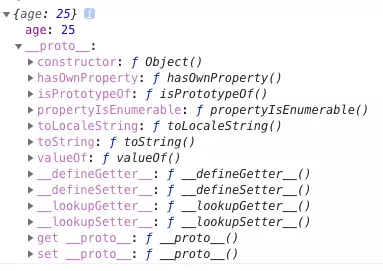 {age: 25} i
age: 25
__proto__:
constructor: ƒ Object()
hasOwnProperty: ƒ hasOwnProperty()
isPrototypeOf: ƒ isPrototypeOf()
propertyIsEnumerable: ƒ propertyIsEnumerable()
toLocaleString: ƒ toLocaleString()
toString: ƒ toString()
valueOf: ƒ valueOf()
__defineGetter__: ƒ __defineGetter__()
__defineSetter__: ƒ __defineSetter__()
__lookupGetter__: ƒ __lookupGetter__()
__lookupSetter__: ƒ __lookupSetter__()
get __proto__: ƒ __proto__()
set __proto__: ƒ __proto__()